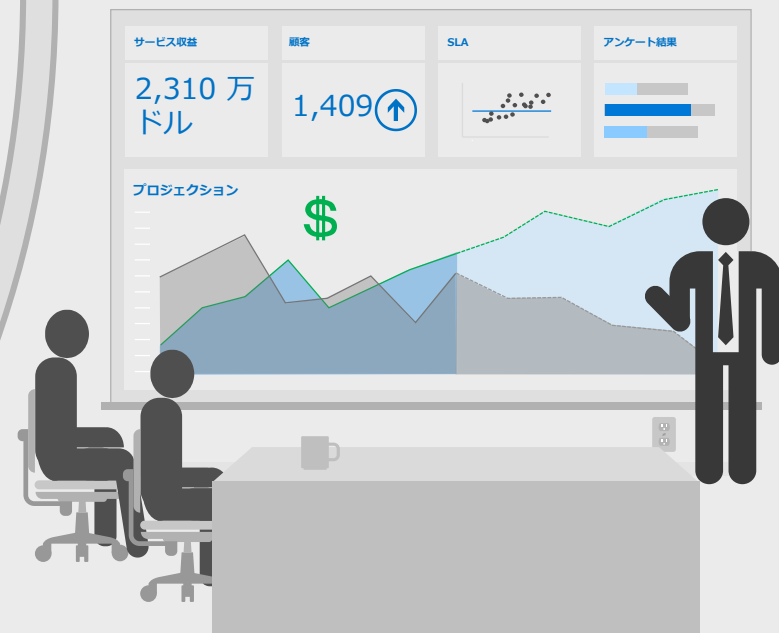 サービス収益
顧客
SLA
アンケート結果
2,310 万
ドル
1,409
プロジェクション
$